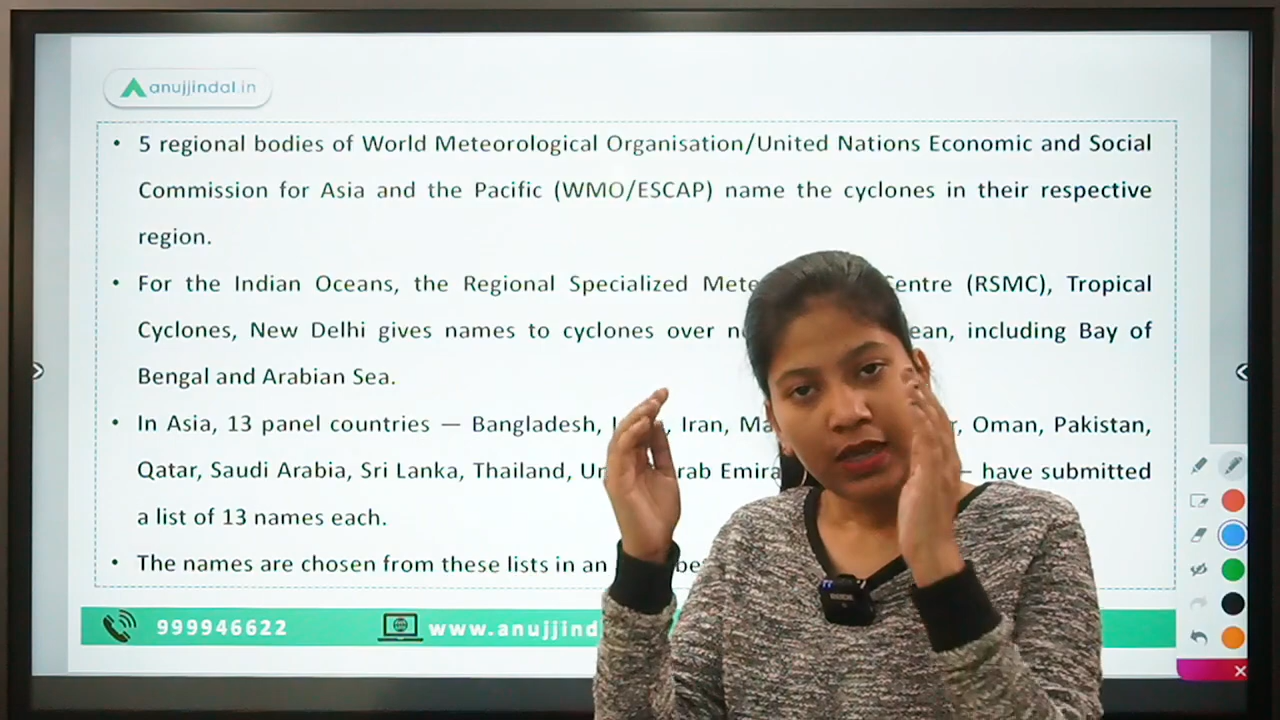 anujjindal.in
• 5 regional bodies of World Meteorological Organisation/United Nations Economic and Social
Commission for Asia and the Pacific (WMO/ESCAP) name the cyclones in their respective
region.
• For the Indian Oceans, the Regional Specialized Mete entre (RSMC), Tropical
Cyclones, New Delhi gives names to cyclones over n ean, including Bay of
Bengal and Arabian Sea.
• In Asia, 13 panel countries — Bangladesh, I , Iran, Ma r, Oman, Pakistan,
Qatar, Saudi Arabia, Sri Lanka, Thailand, Un rab Emira – have submitted
a list of 13 names each.
• The names are chosen from these lists in an be
999946622 www.anujjind